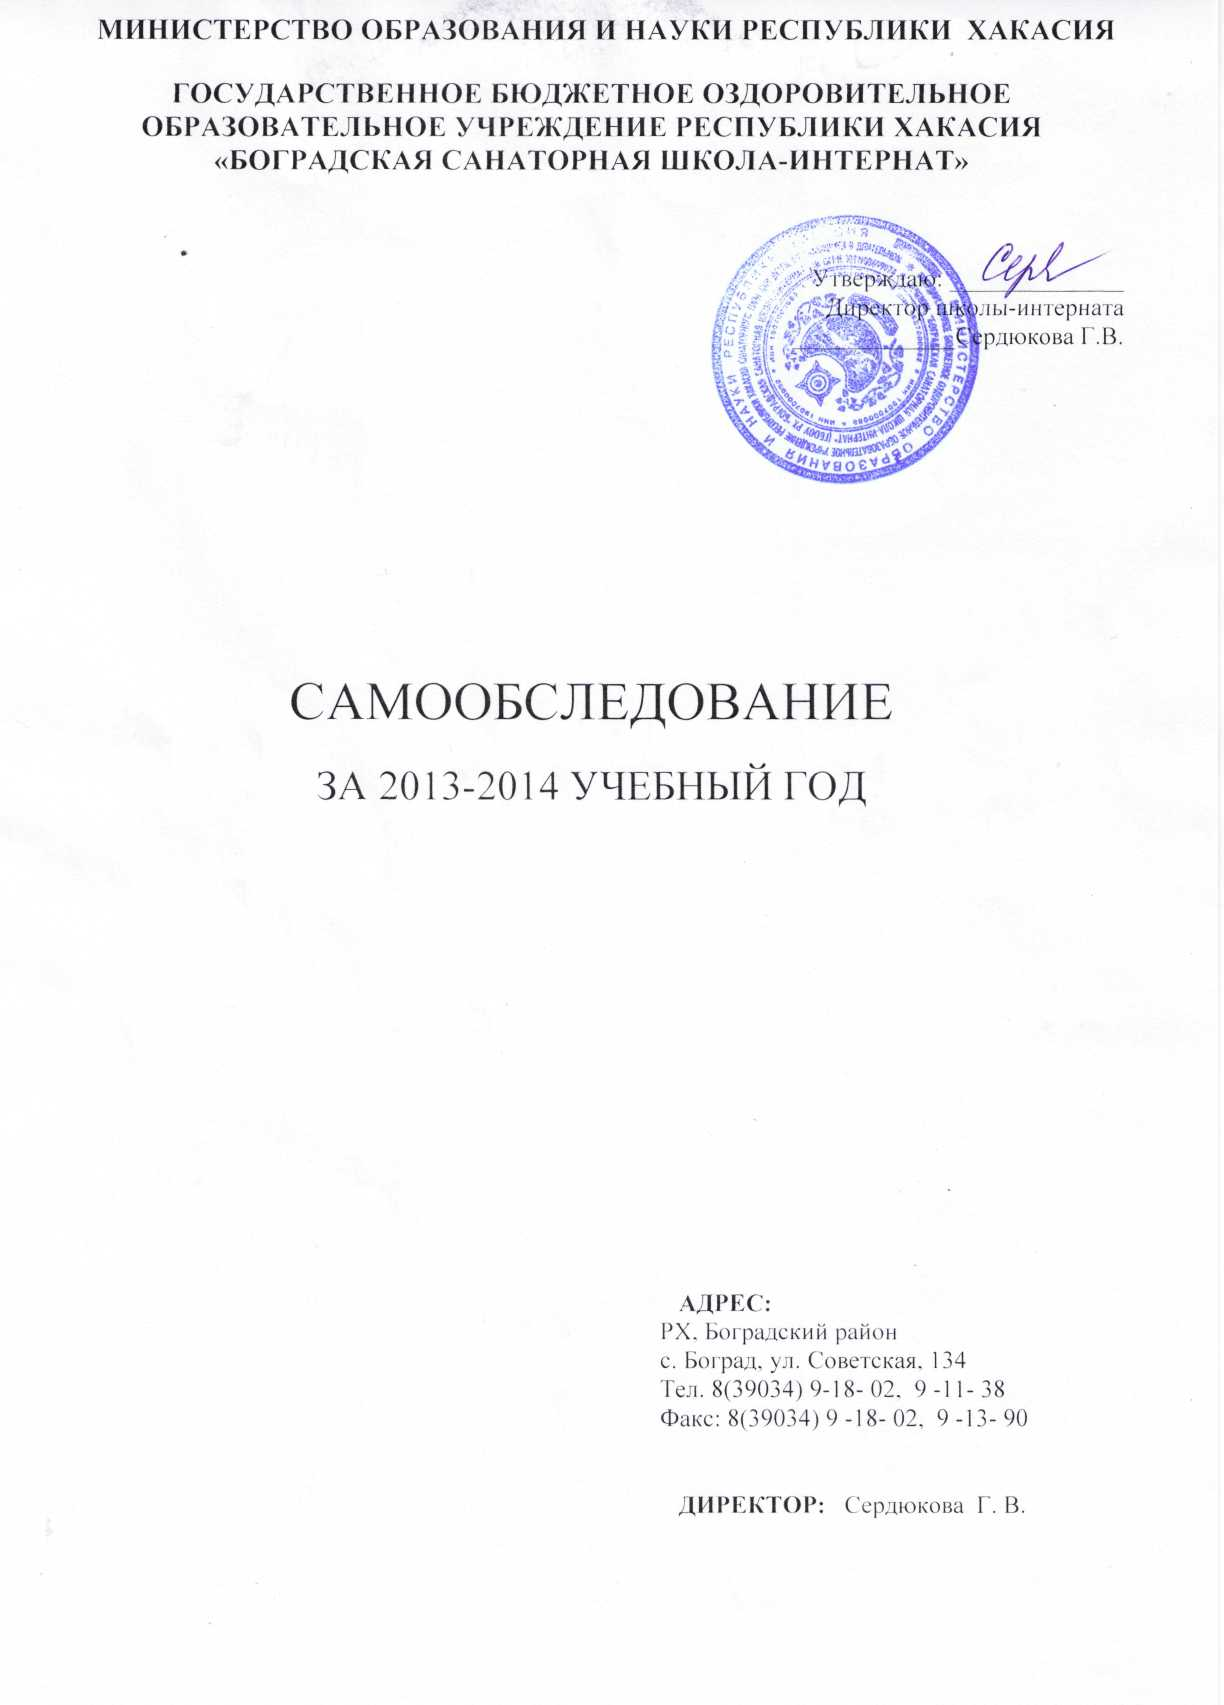 МИНИСТЕРСТВО ОБРАЗОВАНИЯ И НАУКИ РЕСПУБЛИКИ ХАКАСИЯ
ГОСУДАРСТВЕННОЕ БЮДЖЕТНОЕ ОЗДОРОВИТЕЛЬНОЕ
ОБРАЗОВАТЕЛЬНОЕ УЧРЕЖДЕНИЕ РЕСПУБЛИКИ ХАКАСИЯ
«БОГРАДСКАЯ САНАТОРНАЯ ШКОЛА-ИНТЕРНАТ»
Утверждаю:
Директор школы-интерната
Сердюкова Г.В.
САМООБСЛЕДОВАНИЕ
ЗА 2013-2014 УЧЕБНЫЙ ГОД
АДРЕС:
РХ, Боградский район
с. Боград, ул. Советская, 134
Тел. 8(39034) 9-18- 02, 9 -11- 38
Факс: 8(39034) 9 -18- 02, 9 -13- 90
ДИРЕКТОР: Сердюкова Г. В.